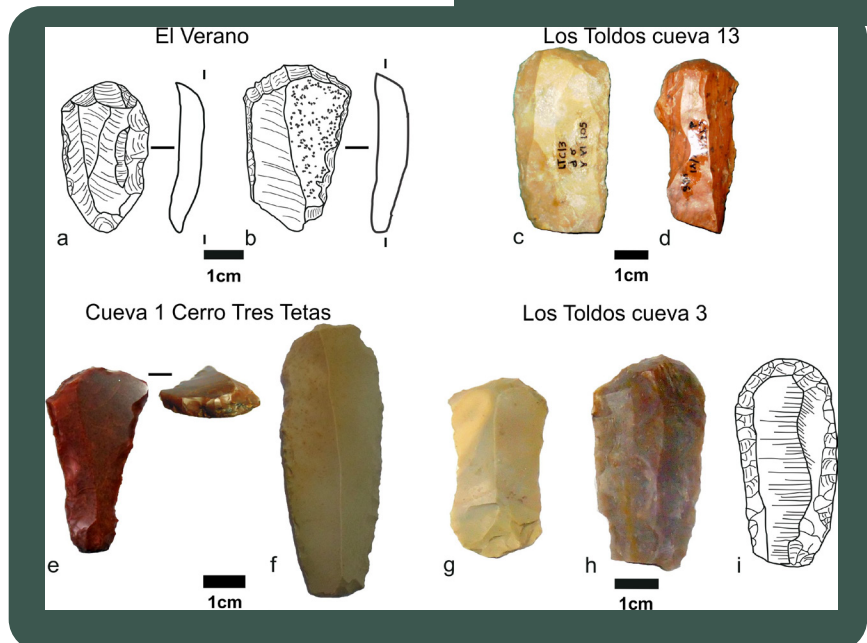 El Verano
Los Toldos cueva 13
a
b
1cm
LTC13
c
d
1cm
Cueva 1 Cerro Tres Tetas
Los Toldos cueva 3
e
1cm
f
g
h
1cm
i